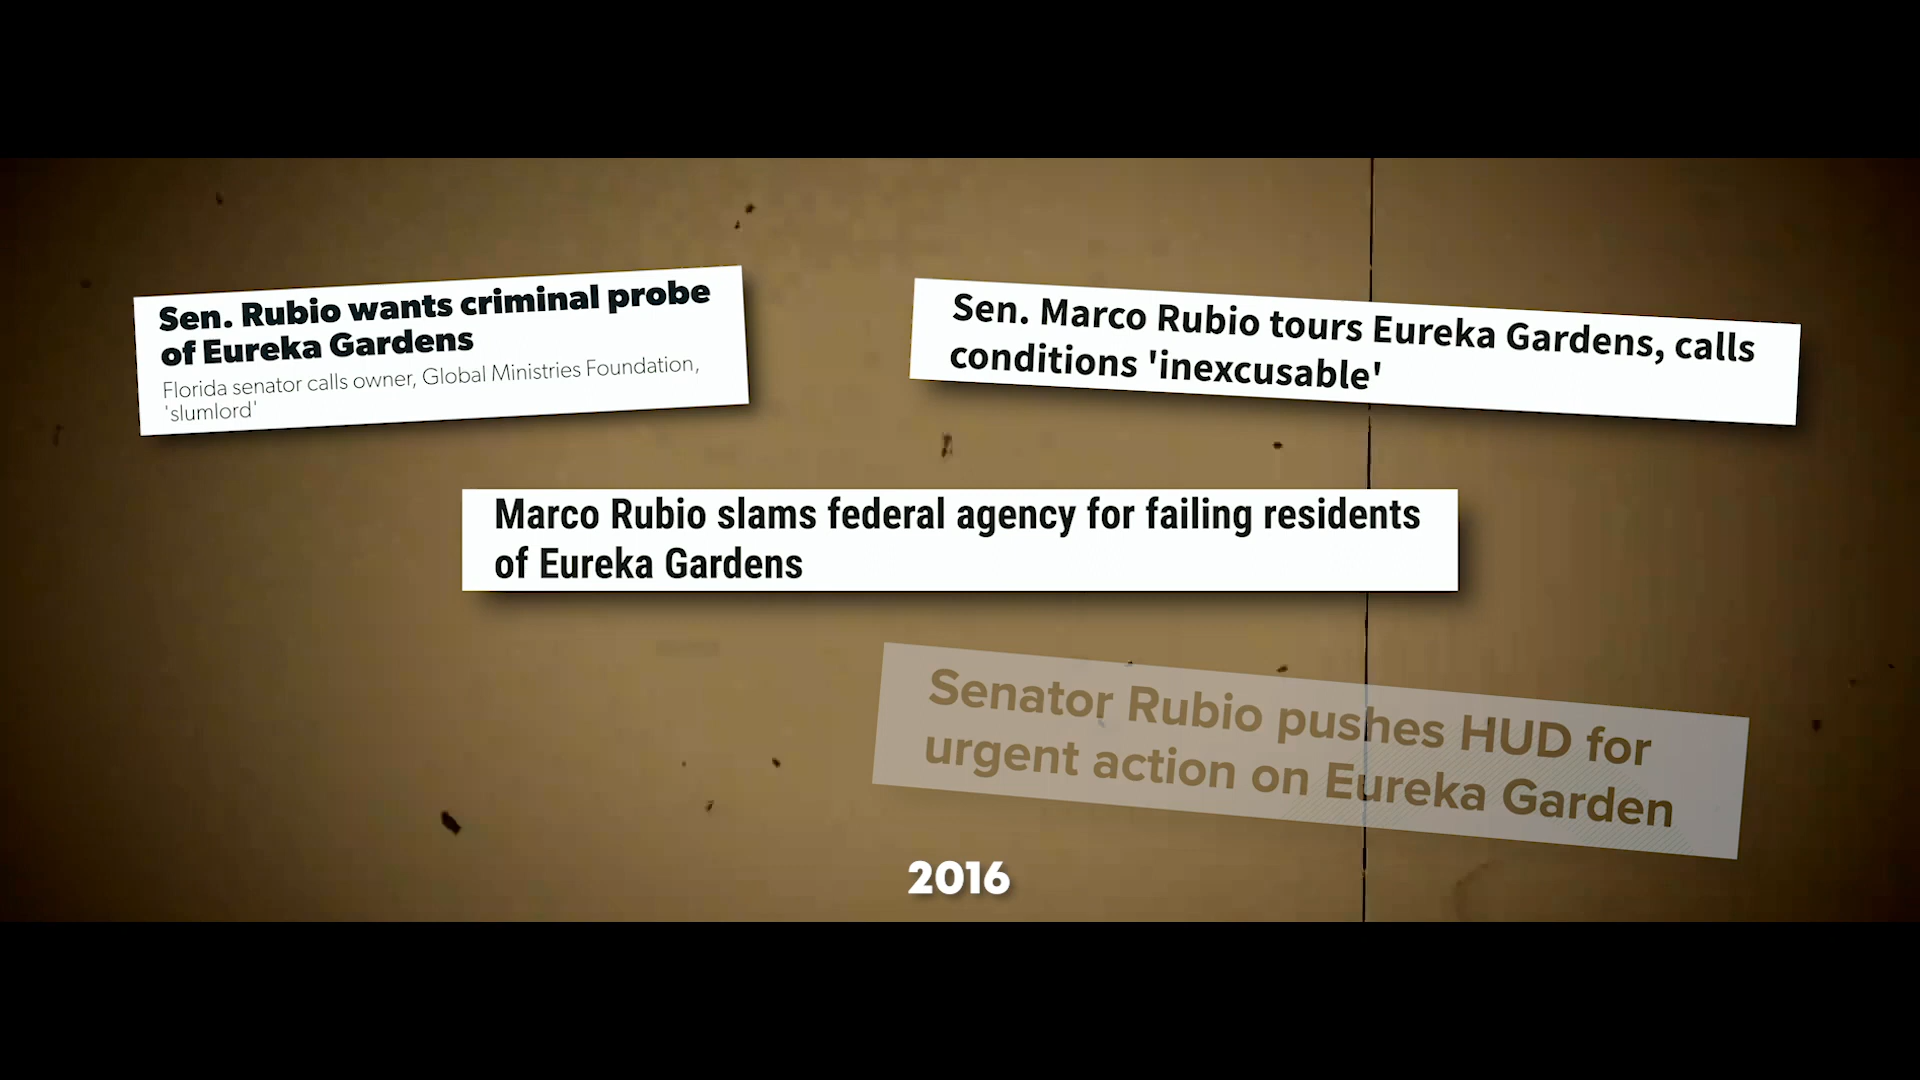 Sen. Rubio wants criminal probe
of Eureka Gardens
Florida senator calls owner, Global Ministries Foundation,
'slumlord'
Sen. Marco Rubio tours Eureka Gardens, calls
conditions 'inexcusable'
Marco Rubio slams federal agency for failing residents
of Eureka Gardens
Senator Rubio pushes HUD for
urgent action on Eureka Garden
2016